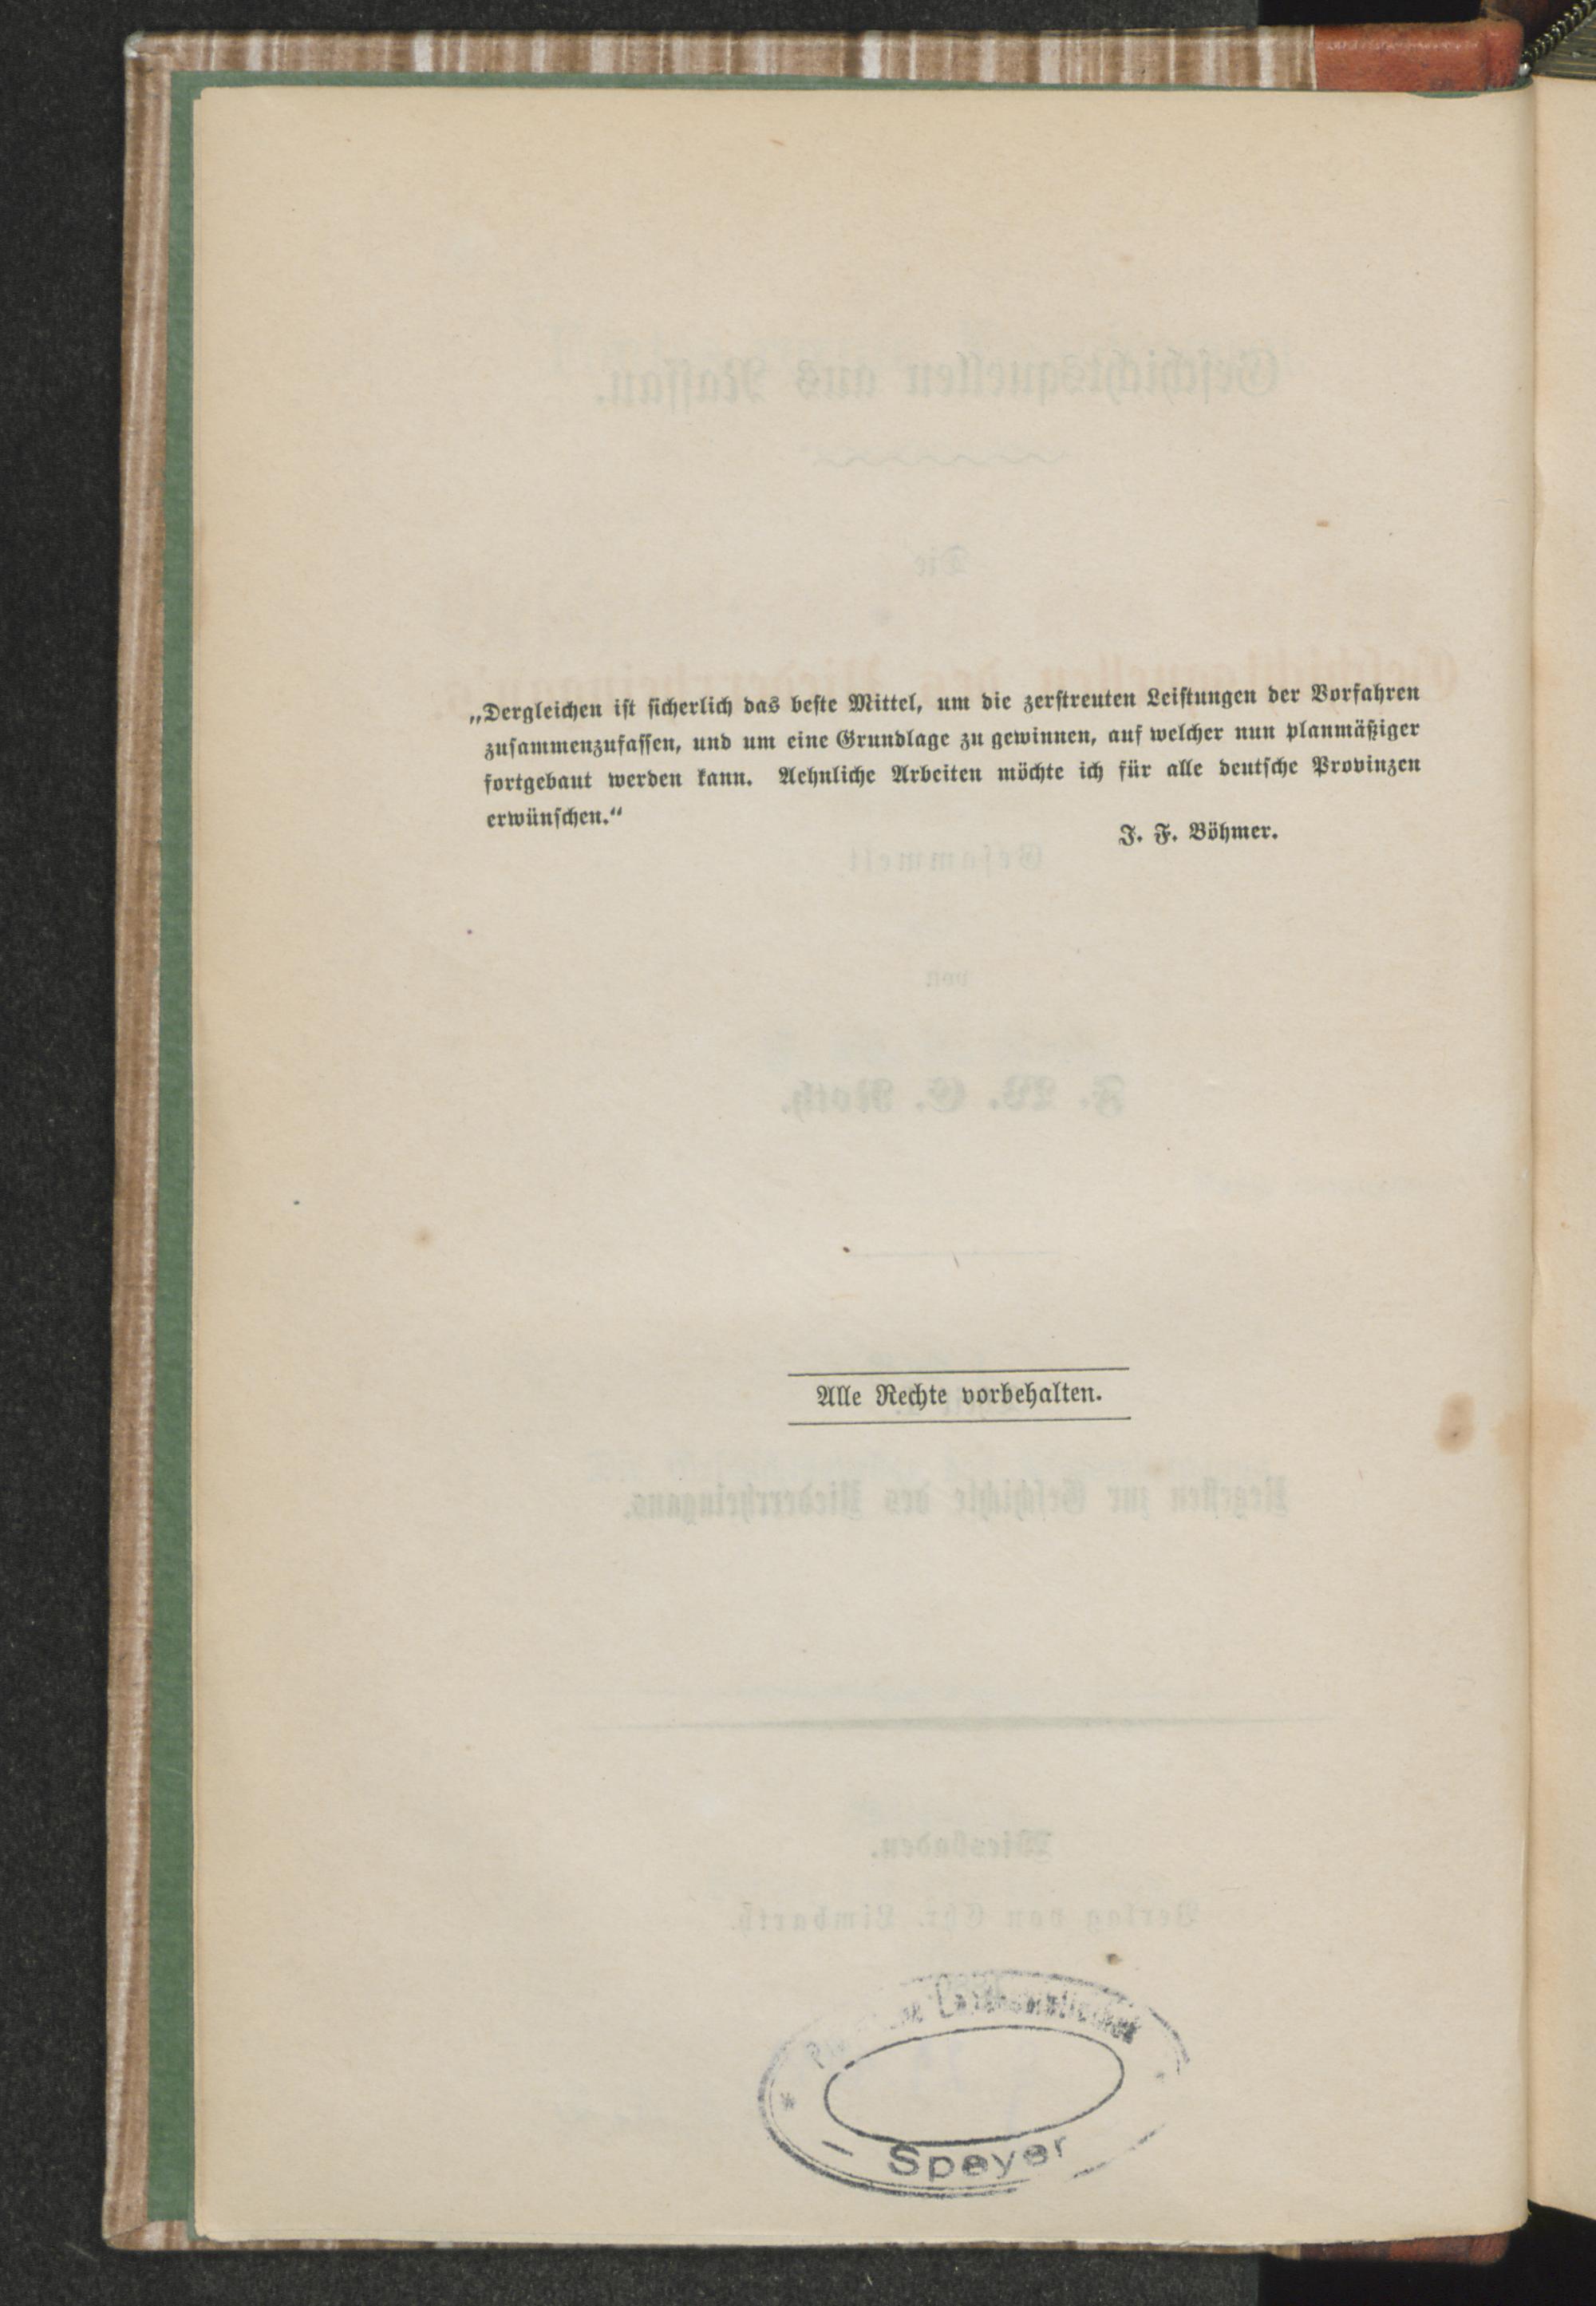 „Dergleichen ist sicherlich das beste Mittel, um die zerstreuten Leistungen der Vorfahren
zusammenzufassen, und um eine Grundlage zu gewinnen, auf welcher nun planmäßiger
fortgebaut werden kann. Aehnliche Arbeiten möchte ich für alle deutsche Provinzen
erwünschen.“
J. F. Böhmer.
Alle Rechte vorbehalten.
Speyer